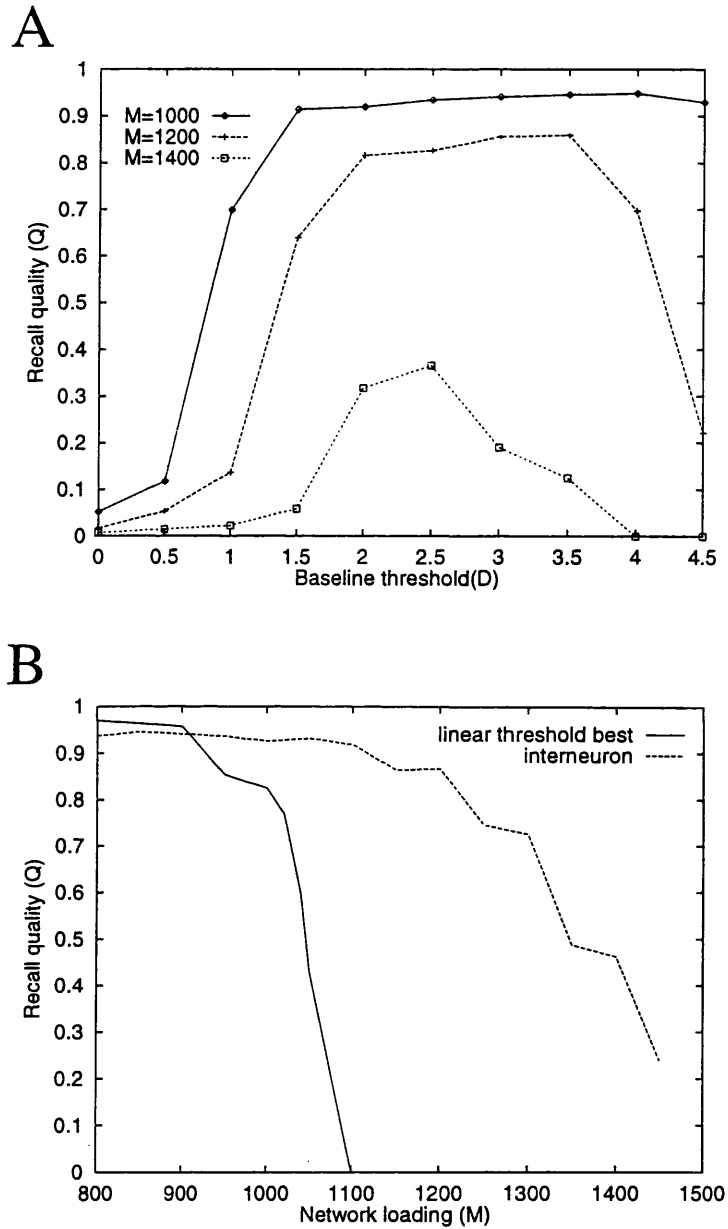 A
1
0.9
0.8
0.7
0.6
0.5
0.4
0.3
0.2
0.1
0
Recall quality (Q)
M=1000
M=1200
M=1400
0 0.5 1 1.5 2 2.5 3 3.5 4 4.5
Baseline threshold(D)
B
1
0.9
0.8
0.7
0.6
0.5
0.4
0.3
0.2
0.1
0
Recall quality (Q)
linear threshold best
interneuron
800 900 1000 1100 1200 1300 1400 1500
Network loading (M)